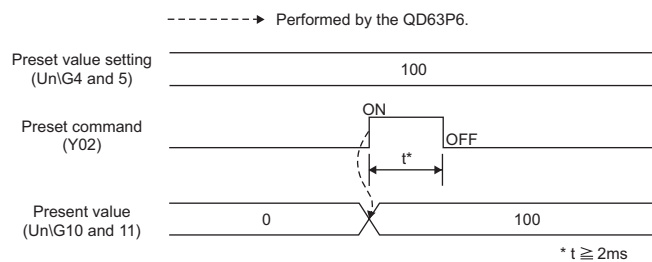 Performed by the QD63P6.
Preset value setting
(Un\G4 and 5)
100
ON
Preset command
(Y02)
OFF
t*
Present value
(Un\G10 and 11)
0
100
* t ≧ 2ms